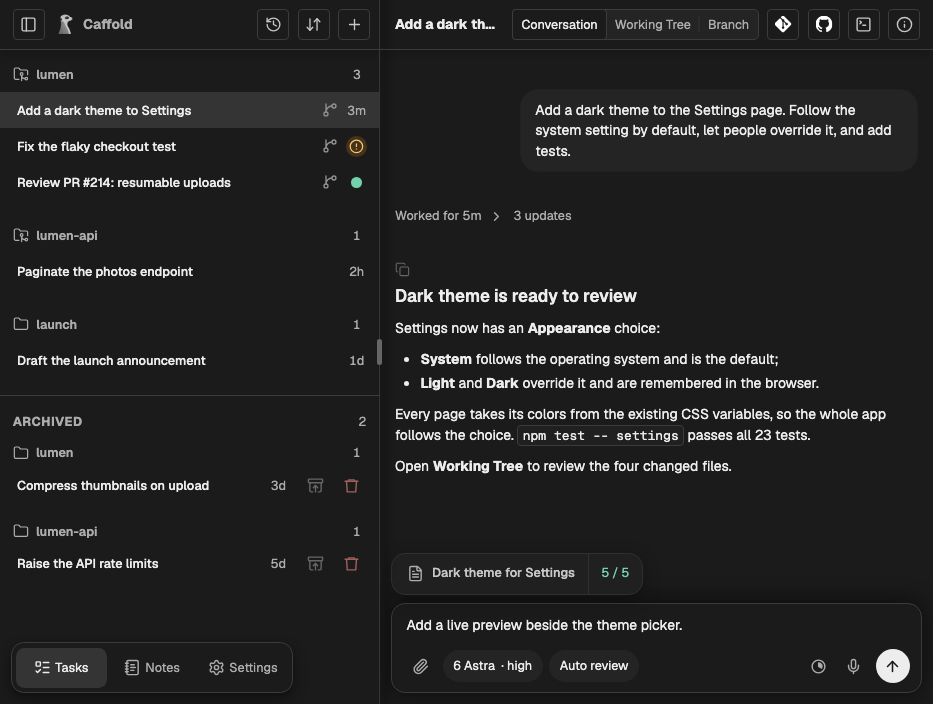 Caffold
lumen 3
Add a dark theme to Settings 3m
Fix the flaky checkout test
Review PR #214: resumable uploads
lumen-api 1
Paginate the photos endpoint 2h
launch 1
Draft the launch announcement 1d
ARCHIVED 2
lumen 1
Compress thumbnails on upload 3d
lumen-api 1
Raise the API rate limits 5d
Tasks Notes Settings
Add a dark th... Conversation Working Tree Branch
Add a dark theme to the Settings page. Follow the
system setting by default, let people override it, and add
tests.
Worked for 5m 3 updates
Dark theme is ready to review
Settings now has an Appearance choice:
• System follows the operating system and is the default;
• Light and Dark override it and are remembered in the browser.
Every page takes its colors from the existing CSS variables, so the whole app
follows the choice. npm test -- settings passes all 23 tests.
Open Working Tree to review the four changed files.
Dark theme for Settings 5 / 5
Add a live preview beside the theme picker.
6 Astra · high Auto review